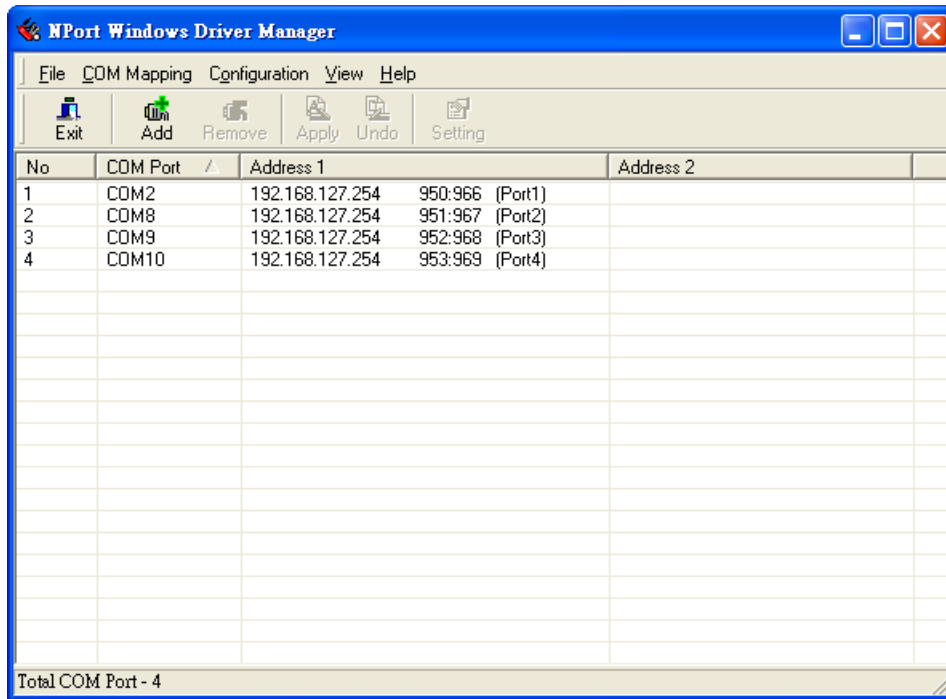 NPort Windows Driver Manager
File COM Mapping Configuration View Help
Exit Add Remove Apply Undo Setting
No COM Port Address 1 Address 2
1 COM2 192.168.127.254 950:966 (Port1)
2 COM8 192.168.127.254 951:967 (Port2)
3 COM9 192.168.127.254 952:968 (Port3)
4 COM10 192.168.127.254 953:969 (Port4)
Total COM Port - 4